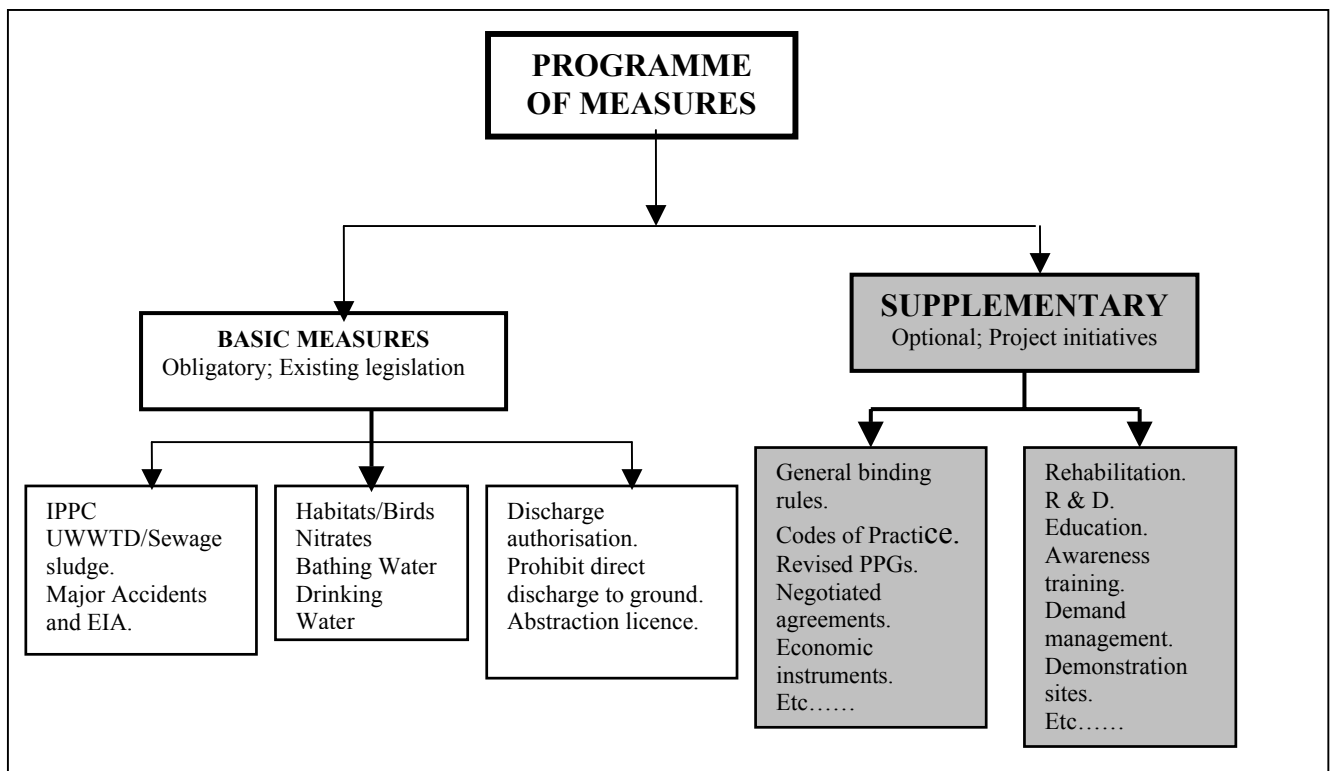 PROGRAMME
OF MEASURES
BASIC MEASURES
Obligatory; Existing legislation
SUPPLEMENTARY
Optional; Project initiatives
IPPC
UWWTD/Sewage
sludge.
Major Accidents
and EIA.
Habitats/Birds
Nitrates
Bathing Water
Drinking
Water
Discharge
authorisation.
Prohibit direct
discharge to ground.
Abstraction licence.
General binding
rules.
Codes of Practice.
Revised PPGs.
Negotiated
agreements.
Economic
instruments.
Etc……
Rehabilitation.
R & D.
Education.
Awareness
training.
Demand
management.
Demonstration
sites.
Etc……